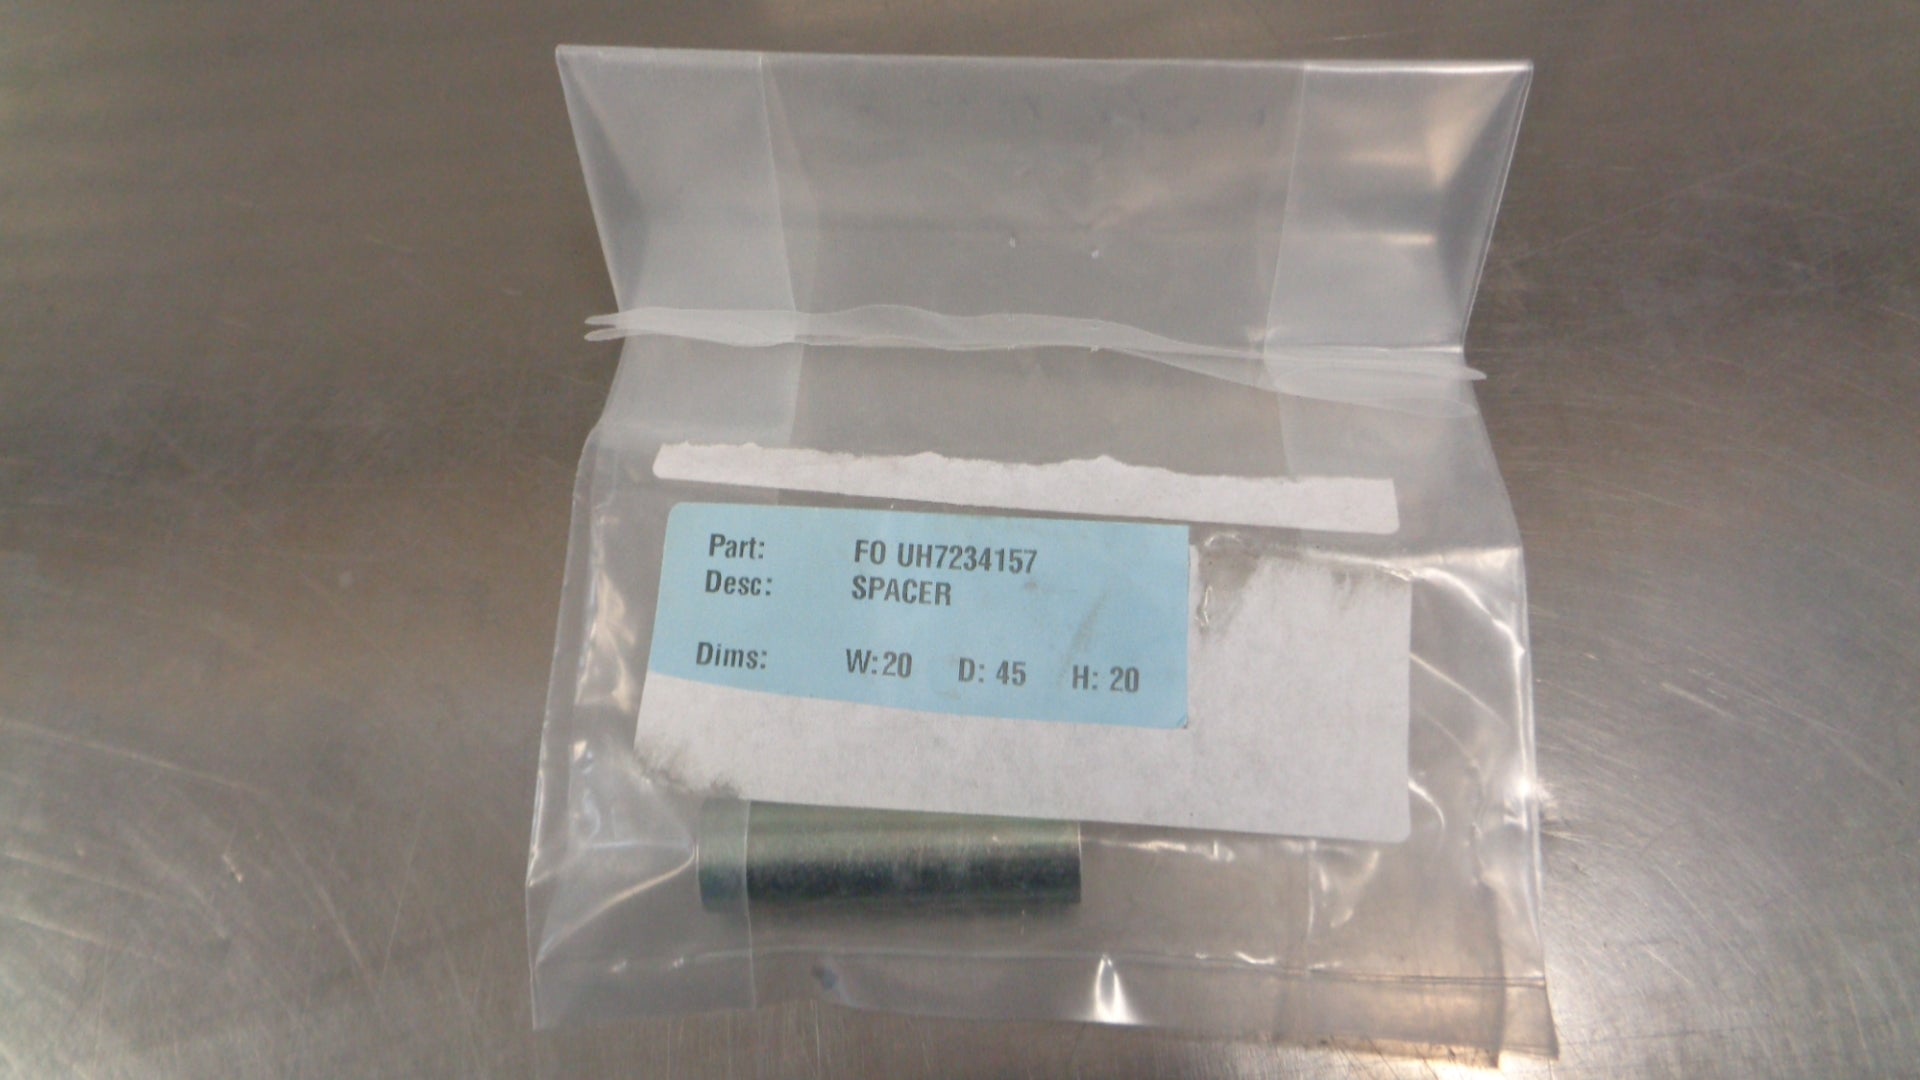 Part: FO UH7234157
Desc: SPACER
Dims: W:20 D: 45 H: 20